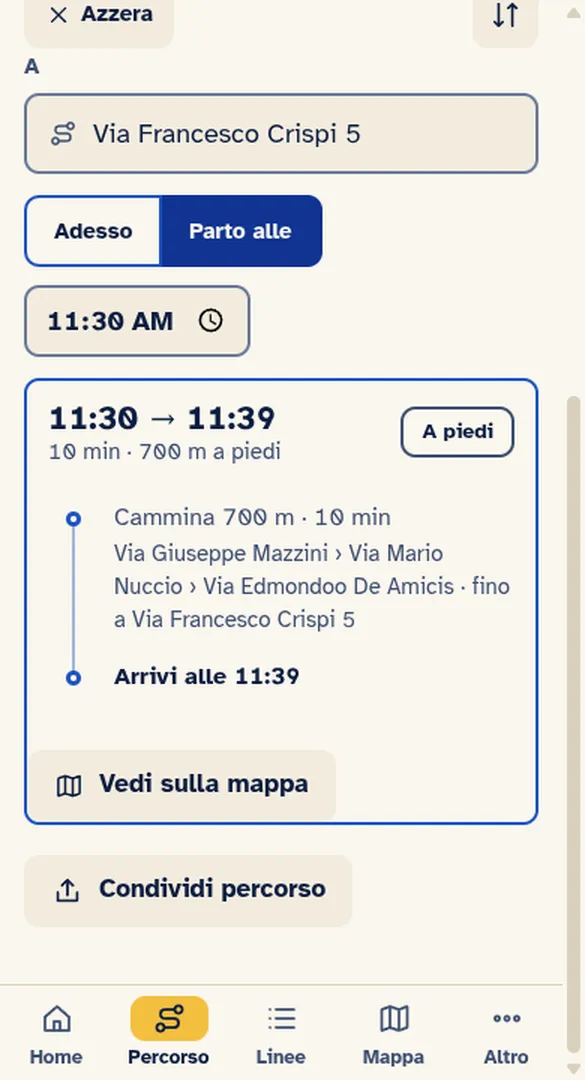 Azzera
A
Via Francesco Crispi 5
Adesso
Parto alle
11:30 AM
11:30 → 11:39
10 min · 700 m a piedi
A piedi
Cammina 700 m · 10 min
Via Giuseppe Mazzini › Via Mario
Nuccio › Via Edmondoo De Amicis · fino
a Via Francesco Crispi 5
Arrivi alle 11:39
Vedi sulla mappa
Condividi percorso
Home
Percorso
Linee
Mappa
Altro